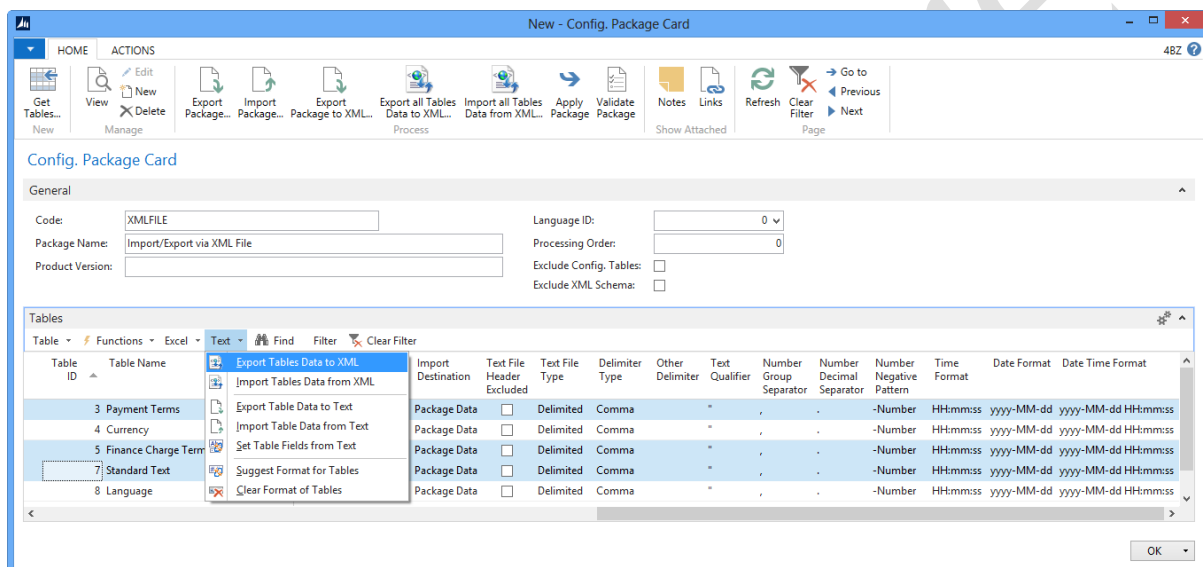 New - Config. Package Card
HOME ACTIONS 4BZ
Get Tables...
New
View
Edit
New
Delete
Manage
Export Package...
Import Package...
Export Package to XML...
Export all Tables Data to XML...
Import all Tables Data from XML...
Apply Package
Validate Package
Process
Notes
Links
Show Attached
Refresh
Clear Filter
Go to
Previous
Next
Page
Config. Package Card
General
Code: XMLFILE Language ID: 0
Package Name: Import/Export via XML File Processing Order: 0
Product Version: Exclude Config. Tables:
Exclude XML Schema:
Tables
Table Functions Excel Text Find Filter Clear Filter
Table ID Table Name Import Destination Text File Header Excluded Text File Type Delimiter Type Other Delimiter Text Qualifier Number Group Separator Number Decimal Separator Number Negative Pattern Time Format Date Format Date Time Format
3 Payment Terms Package Data Delimited Comma " , . -Number HH:mm:ss yyyy-MM-dd yyyy-MM-dd HH:mm:ss
4 Currency Package Data Delimited Comma " , . -Number HH:mm:ss yyyy-MM-dd yyyy-MM-dd HH:mm:ss
5 Finance Charge Term Package Data Delimited Comma " , . -Number HH:mm:ss yyyy-MM-dd yyyy-MM-dd HH:mm:ss
7 Standard Text Package Data Delimited Comma " , . -Number HH:mm:ss yyyy-MM-dd yyyy-MM-dd HH:mm:ss
8 Language Package Data Delimited Comma " , . -Number HH:mm:ss yyyy-MM-dd yyyy-MM-dd HH:mm:ss
Export Tables Data to XML
Import Tables Data from XML
Export Table Data to Text
Import Table Data from Text
Set Table Fields from Text
Suggest Format for Tables
Clear Format of Tables
OK